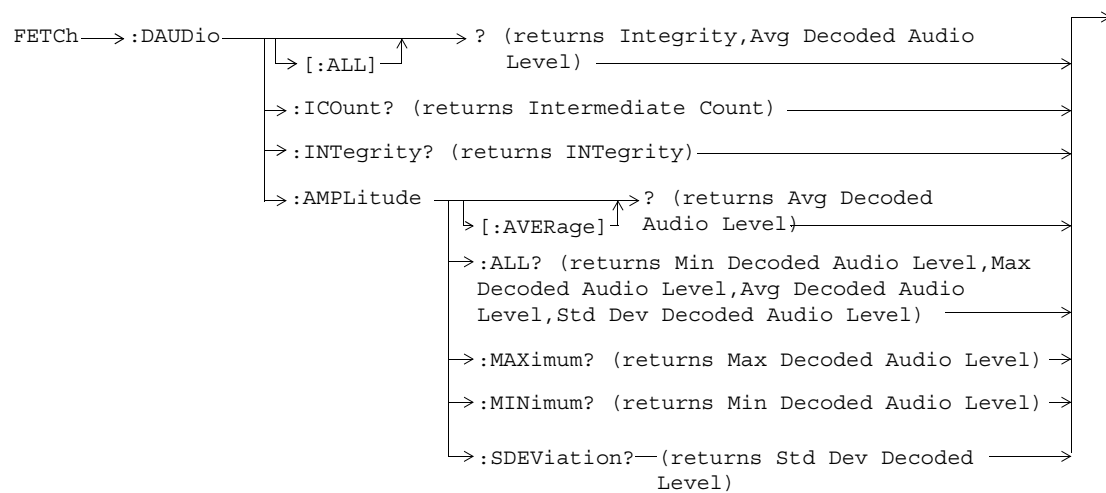 FETCh :DAUDio ? (returns Integrity,Avg Decoded Audio
[:ALL] Level)
:ICOunt? (returns Intermediate Count)
:INTegrity? (returns INTegrity)
:AMPLitude ? (returns Avg Decoded
[:AVERage] Audio Level)
:ALL? (returns Min Decoded Audio Level,Max
Decoded Audio Level,Avg Decoded Audio
Level,Std Dev Decoded Audio Level)
:MAXimum? (returns Max Decoded Audio Level)
:MINimum? (returns Min Decoded Audio Level)
:SDEViation? (returns Std Dev Decoded
Level)